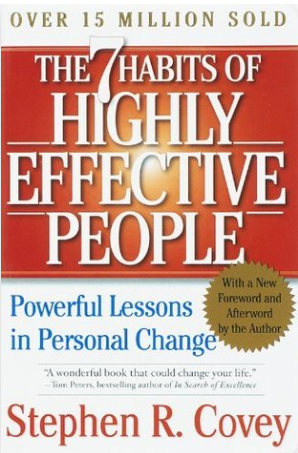 OVER 15 MILLION SOLD
THE 7 HABITS OF
HIGHLY
EFFECTIVE
PEOPLE
With a New
Foreword and
Afterword
by the Author
Powerful Lessons
in Personal Change
"A wonderful book that could change your life."
—Tom Peters, bestselling author of In Search of Excellence
Stephen R. Covey